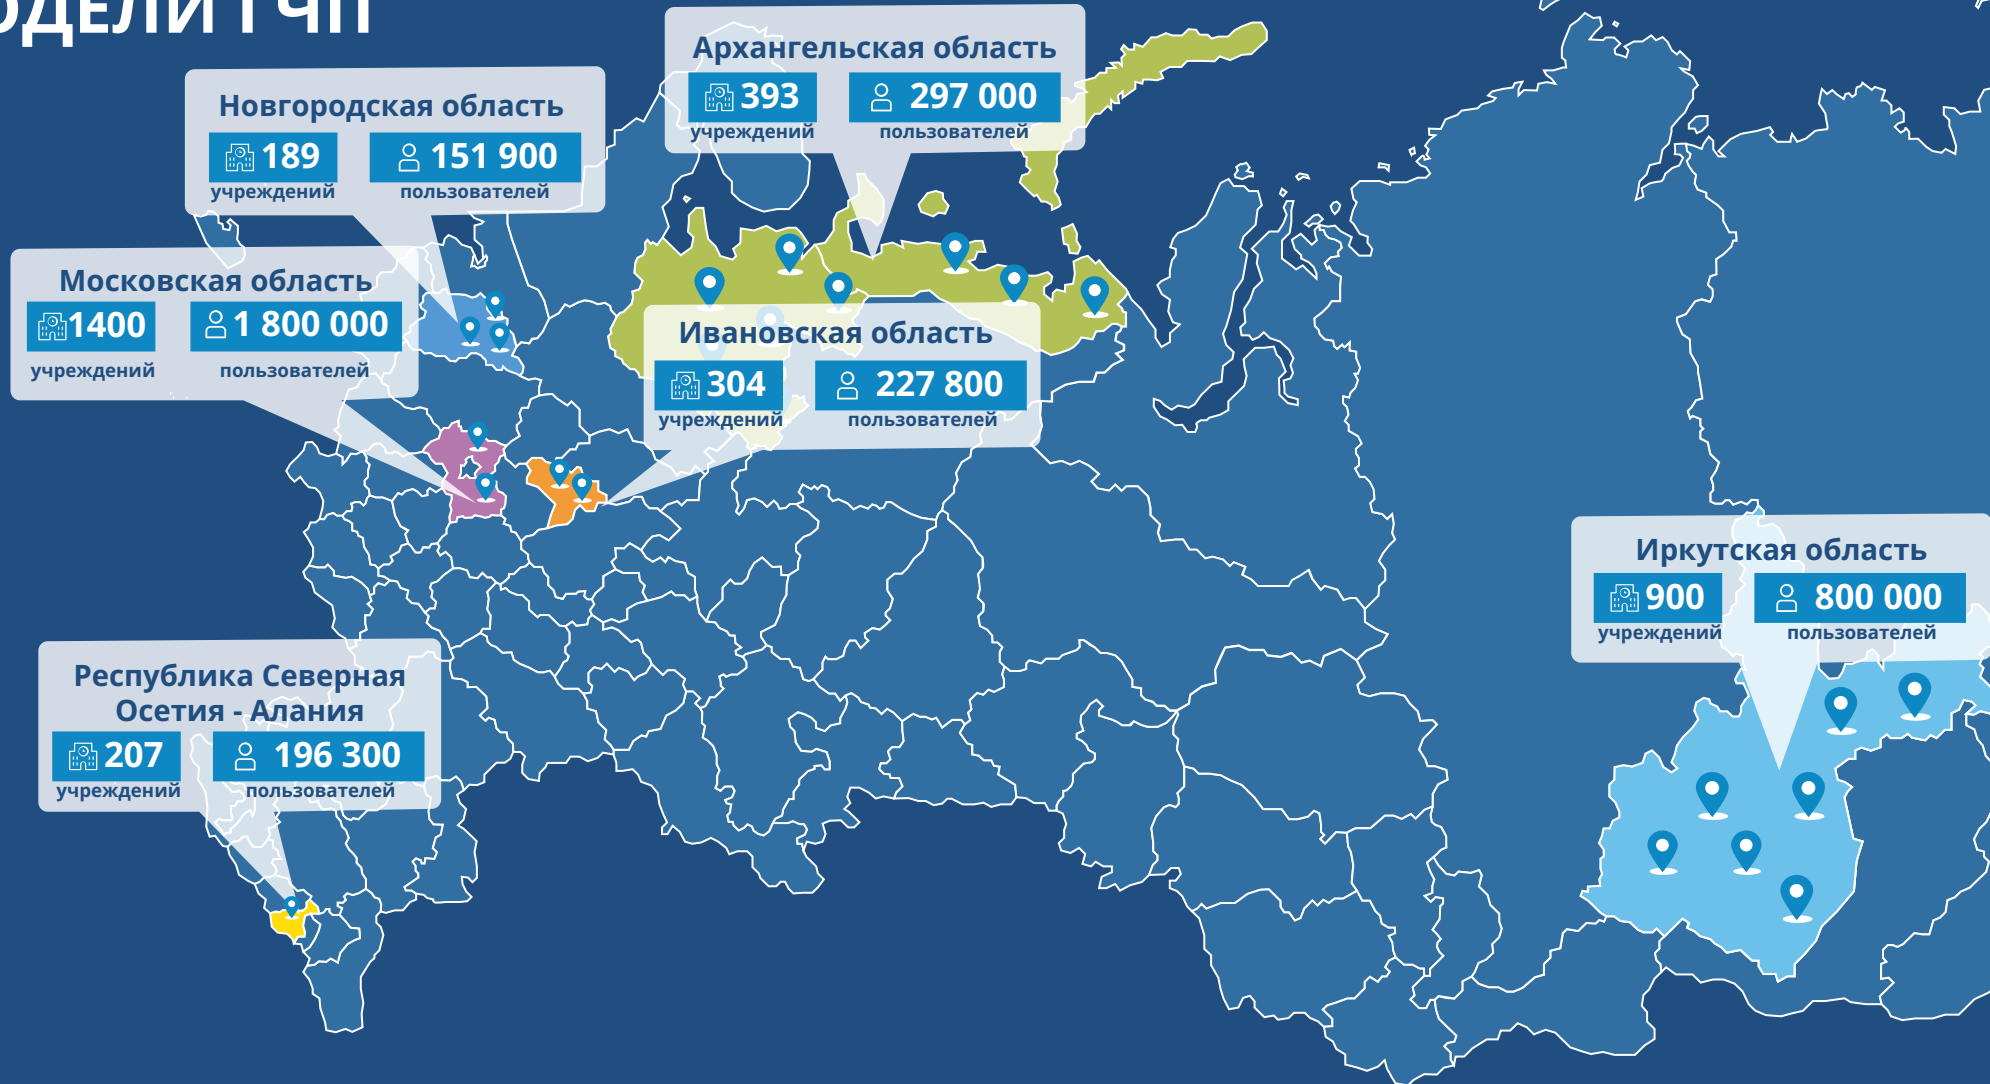 ОДЕЛИ ГЧП
Архангельская область
393
297 000
учреждений
пользователей
Новгородская область
189
151 900
учреждений
пользователей
Московская область
1400
1 800 000
учреждений
пользователей
Ивановская область
304
227 800
учреждений
пользователей
Иркутская область
900
800 000
учреждений
пользователей
Республика Северная
Осетия - Алания
207
196 300
учреждений
пользователей